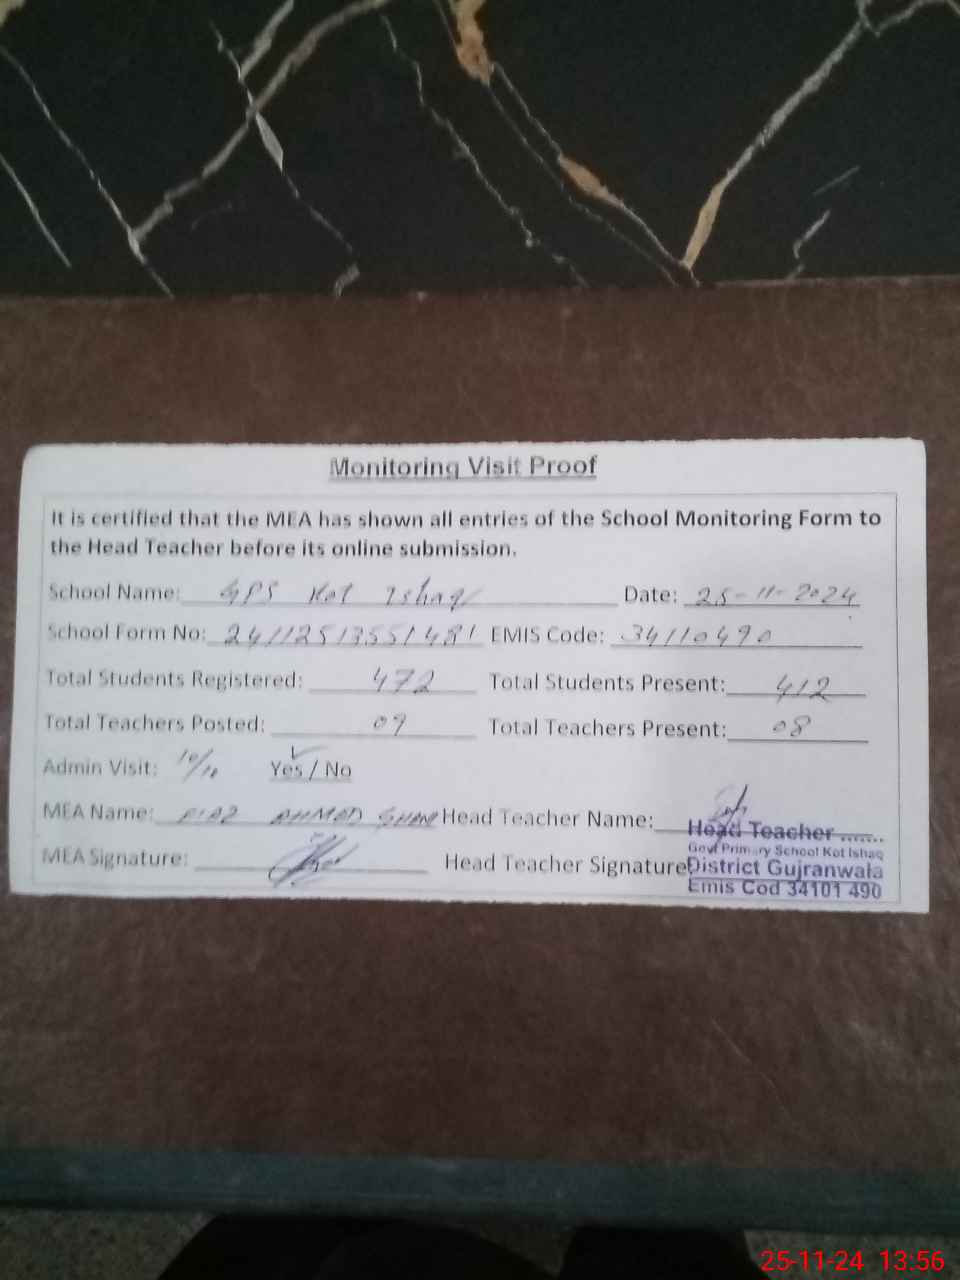 Monitoring Visit Proof
It is certified that the MEA has shown all entries of the School Monitoring Form to
the Head Teacher before its online submission.
School Name: GPS Kot Ishaq Date: 25-11-2024
School Form No: 24112513551481 EMIS Code: 34110490
Total Students Registered: 472 Total Students Present: 412
Total Teachers Posted: 09 Total Teachers Present: 08
Admin Visit: 10/10 Yes / No
MEA Name: AHMED Head Teacher Name:
MEA Signature: Head Teacher Signature
Head Teacher .......
Govt Primary School Kot Ishaq
District Gujranwala
Emis Cod 34101 490
25-11-24 13:56